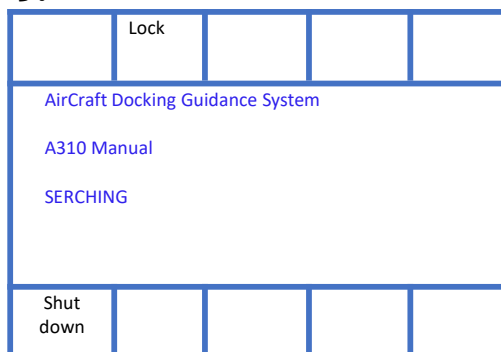 Lock
AirCraft Docking Guidance System
A310 Manual
SERCHING
Shut
down